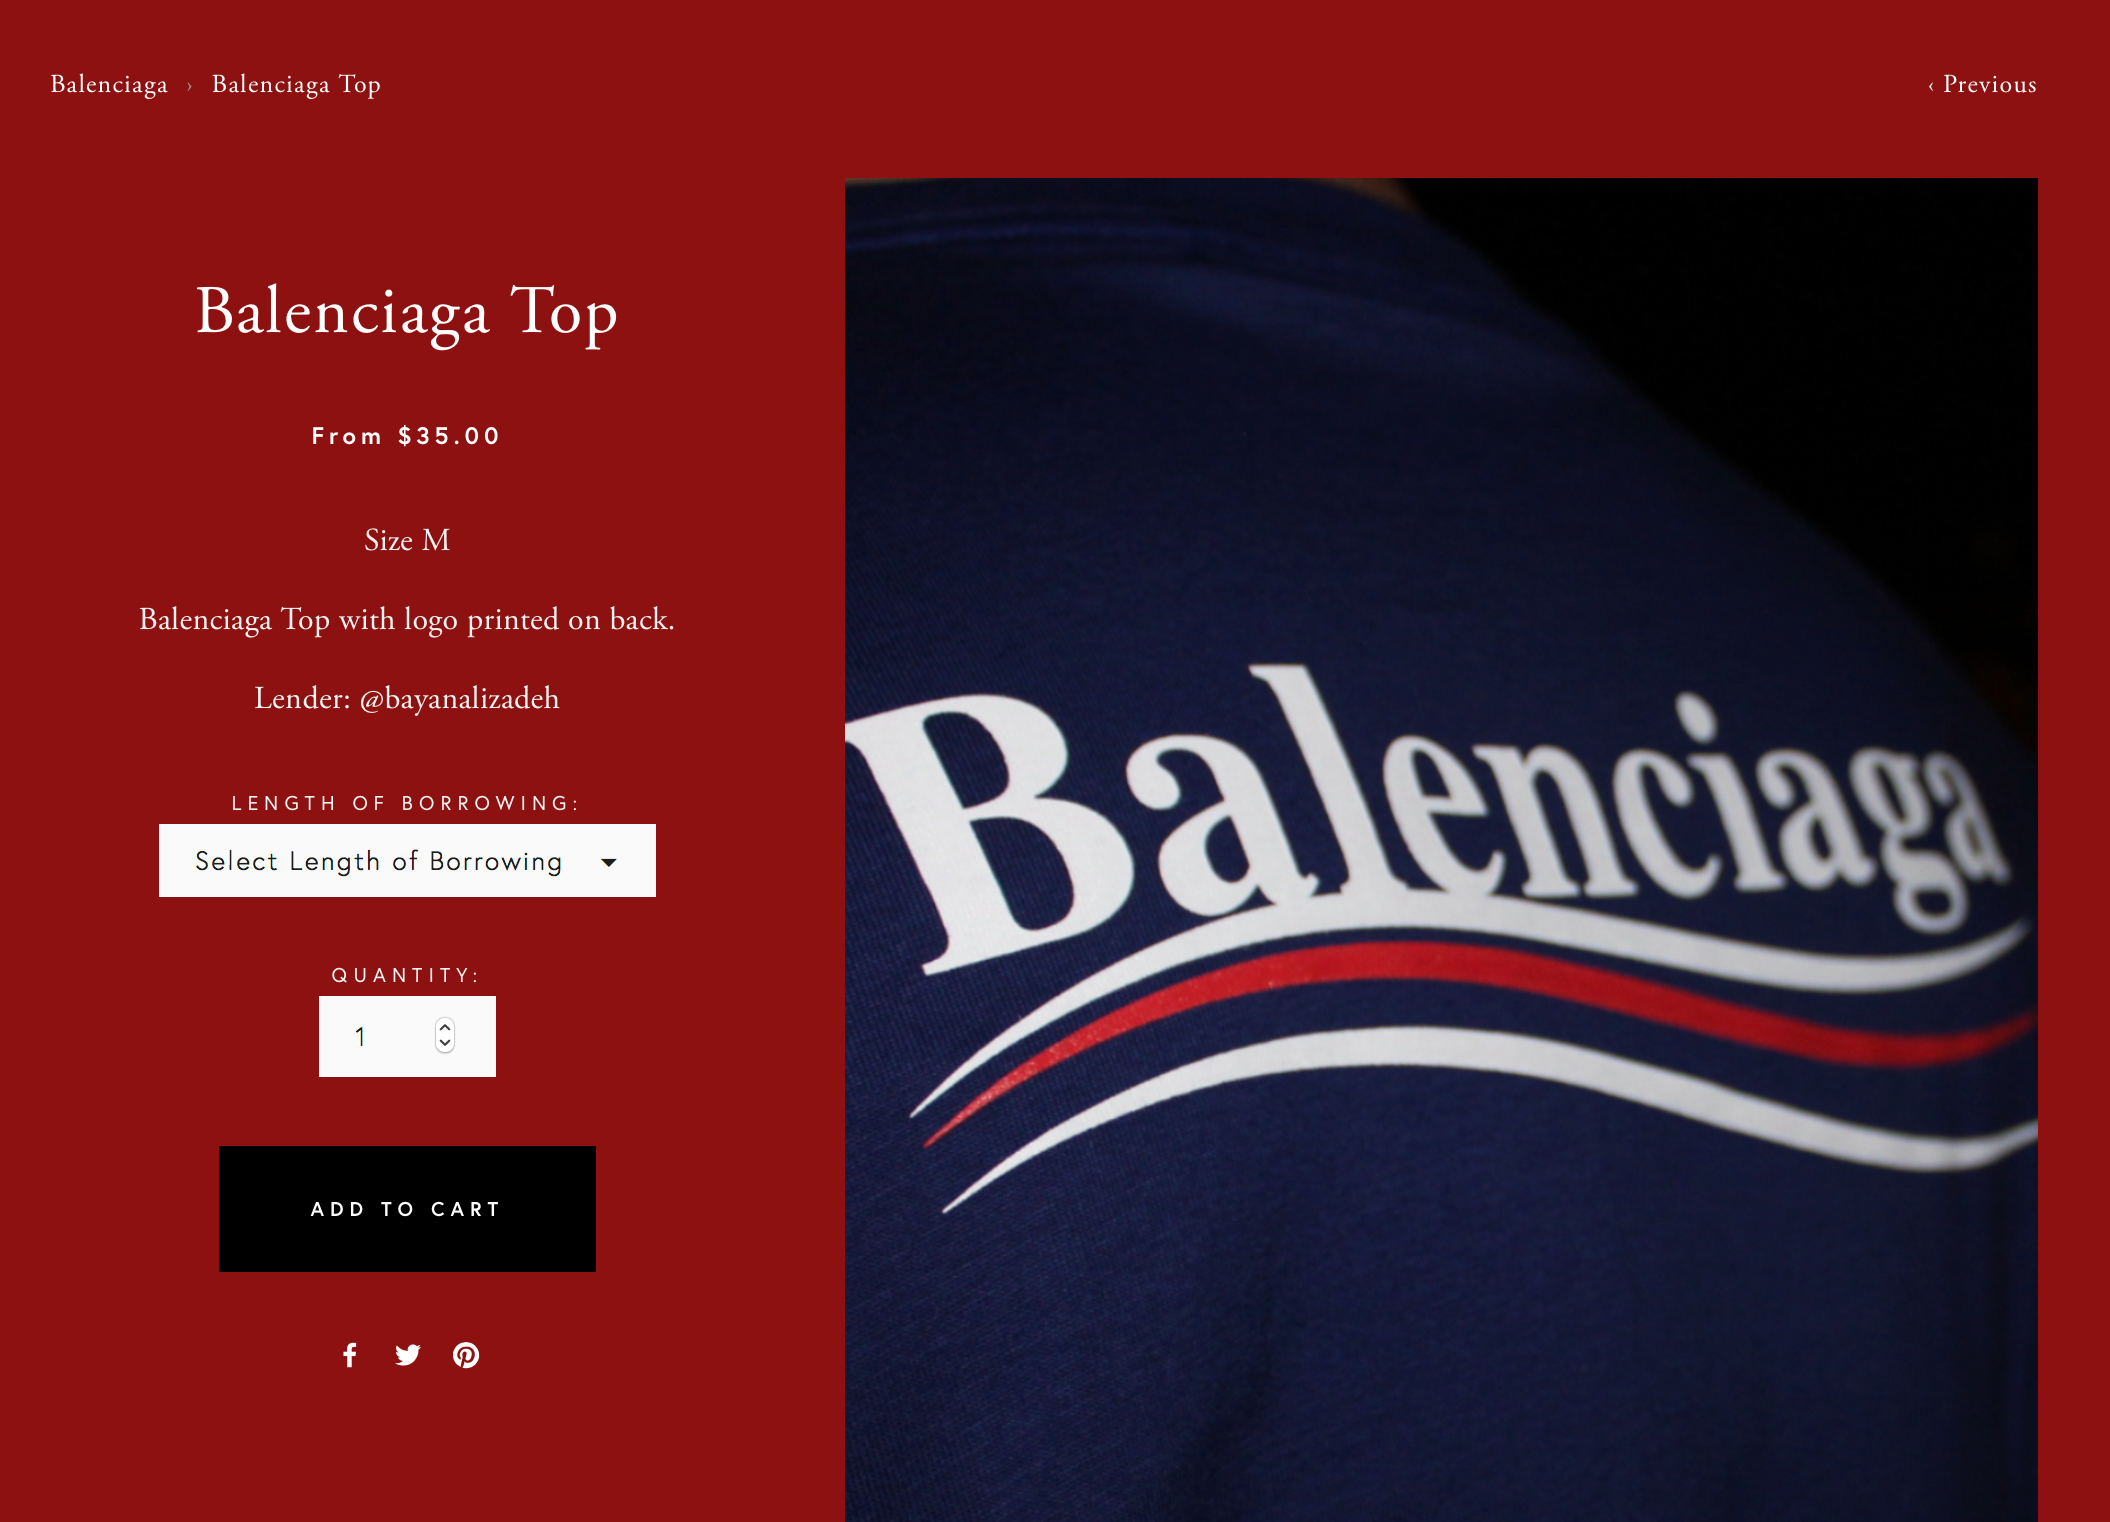 Balenciaga › Balenciaga Top
‹ Previous
Balenciaga Top
From $35.00
Size M
Balenciaga Top with logo printed on back.
Lender: @bayanalizadeh
LENGTH OF BORROWING:
Select Length of Borrowing
QUANTITY:
1
ADD TO CART
Balenciaga